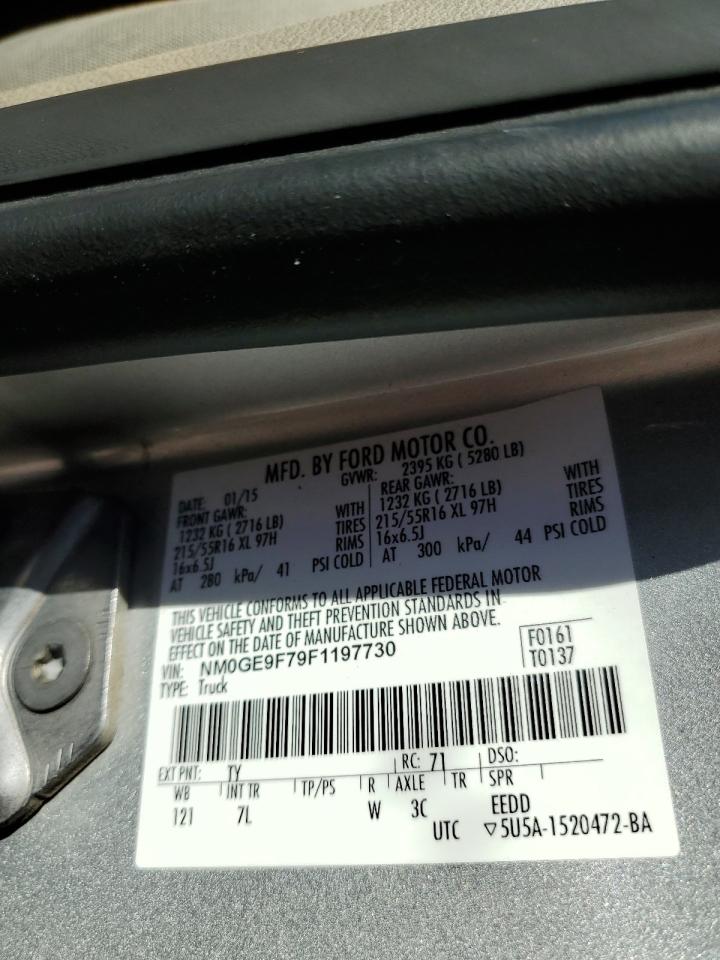 MFD. BY FORD MOTOR CO.
DATE: 01/15 GVWR: 2395 KG ( 5280 LB)
FRONT GAWR: REAR GAWR:
1232 KG ( 2716 LB) WITH 1232 KG ( 2716 LB) WITH
215/55R16 XL 97H TIRES 215/55R16 XL 97H TIRES
16x6.5J RIMS 16x6.5J RIMS
AT 280 kPa/ 41 PSI COLD AT 300 kPa/ 44 PSI COLD
THIS VEHICLE CONFORMS TO ALL APPLICABLE FEDERAL MOTOR
VEHICLE SAFETY AND THEFT PREVENTION STANDARDS IN
EFFECT ON THE DATE OF MANUFACTURE SHOWN ABOVE.
VIN: NM0GE9F79F1197730 F0161
TYPE: Truck T0137
EXT PNT: TY RC: 71 DSO:
WB INT TR TP/PS R AXLE TR SPR
121 7L W 3C EEDD
UTC ▽5U5A-1520472-BA